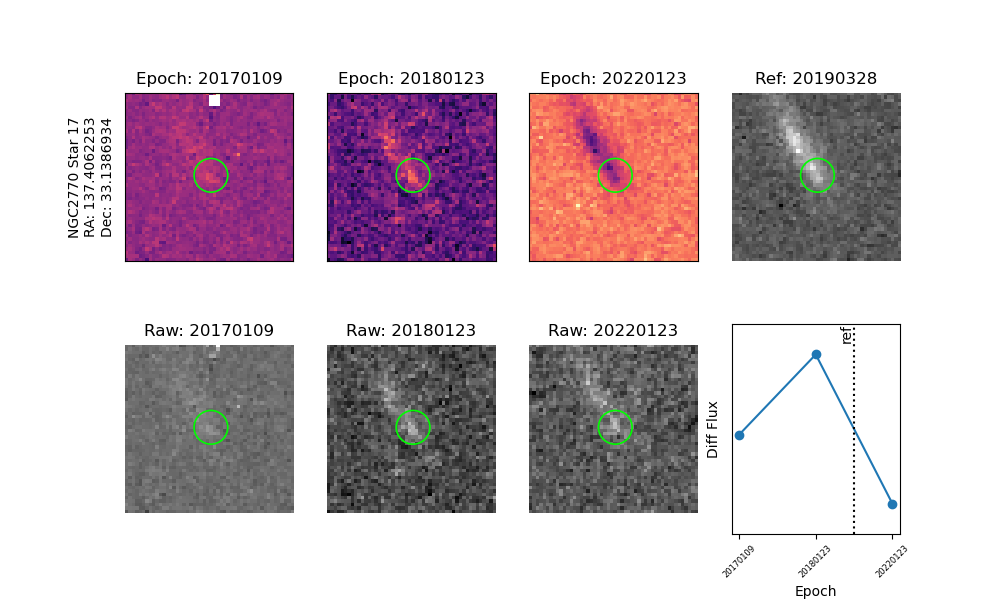 NGC2770 Star 17
RA: 137.4062253
Dec: 33.1386934
Epoch: 20170109
Epoch: 20180123
Epoch: 20220123
Ref: 20190328
Raw: 20170109
Raw: 20180123
Raw: 20220123
ref
Diff Flux
20170109
20180123
20220123
Epoch